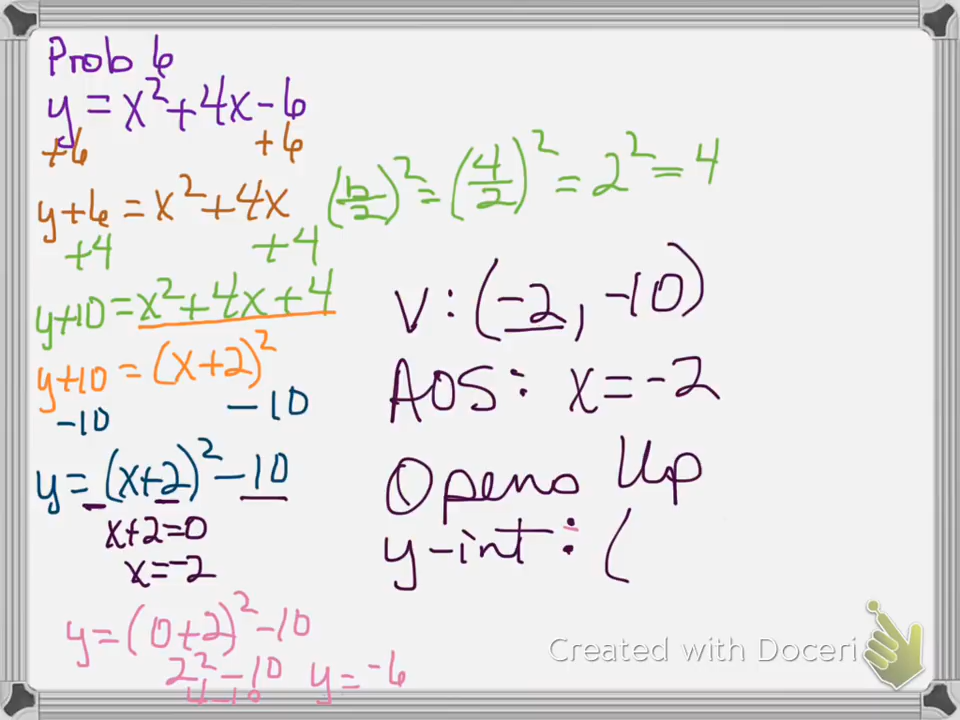 Prob 6
y = x² + 4x - 6
+6 +6
y+6 = x² + 4x
(b/2)² = (4/2)² = 2² = 4
+4 +4
y+10 = x² + 4x + 4
y+10 = (x+2)²
-10 -10
y = (x+2)² - 10
x+2=0
x=-2
V: (-2, -10)
AOS: x = -2
Opens Up
y-int: (
y = (0+2)² - 10
2² - 10 y = -6
4-10
Created with Doceri